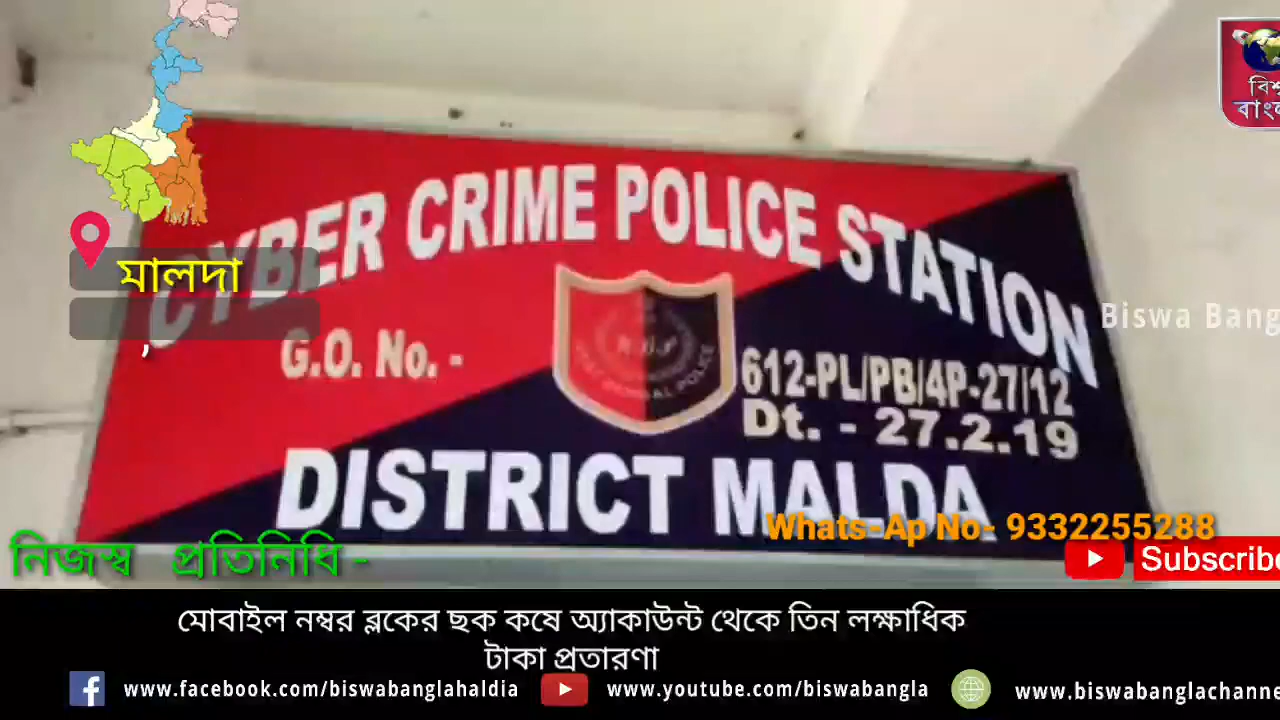 CYBER CRIME POLICE STATION
G.O. No. -
612-PL/PB/4P-27/12
Dt. - 27.2.19
DISTRICT MALDA
মালদা
,
Biswa Bang
Whats-Ap No- 9332255288
Subscribe
নিজস্ব প্রতিনিধি -
মোবাইল নম্বর ব্লকের ছক কষে অ্যাকাউন্ট থেকে তিন লক্ষাধিক
টাকা প্রতারণা
www.facebook.com/biswabanglahaldia
www.youtube.com/biswabangla
www.biswabanglachanne